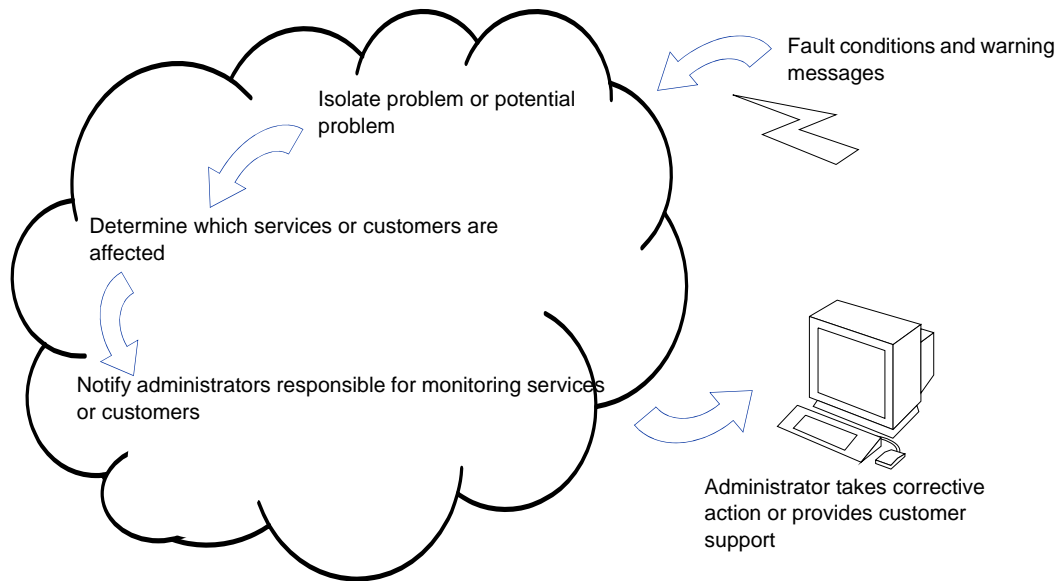 Fault conditions and warning
messages
Isolate problem or potential
problem
Determine which services or customers are
affected
Notify administrators responsible for monitoring services
or customers
Administrator takes corrective
action or provides customer
support